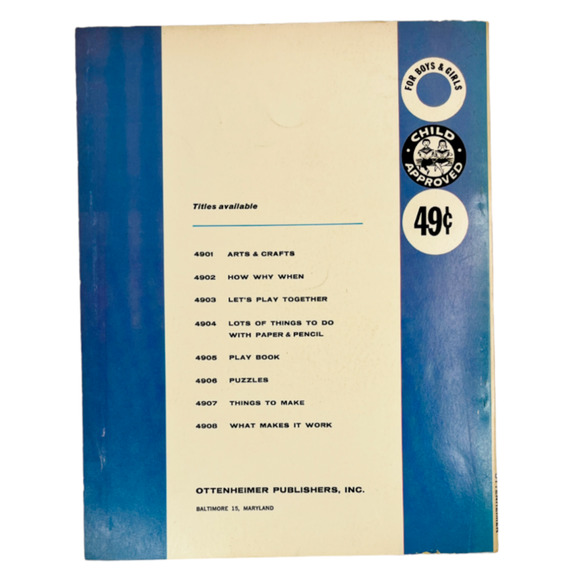 FOR BOYS & GIRLS
CHILD
APPROVED
49¢
Titles available
4901 ARTS & CRAFTS
4902 HOW WHY WHEN
4903 LET'S PLAY TOGETHER
4904 LOTS OF THINGS TO DO
WITH PAPER & PENCIL
4905 PLAY BOOK
4906 PUZZLES
4907 THINGS TO MAKE
4908 WHAT MAKES IT WORK
OTTENHEIMER PUBLISHERS, INC.
BALTIMORE 15, MARYLAND